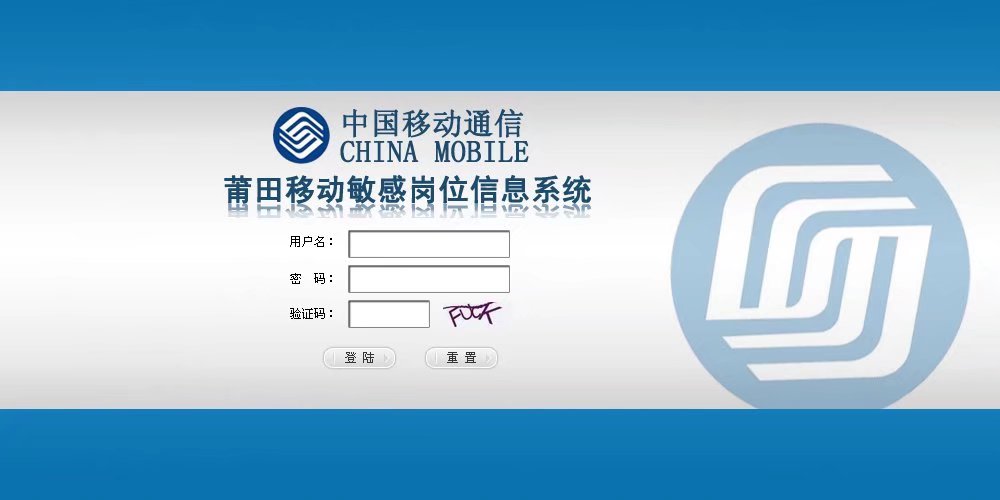 中国移动通信
CHINA MOBILE
莆田移动敏感岗位信息系统
用户名：
密 码：
验证码： FUCK
登 陆 重 置